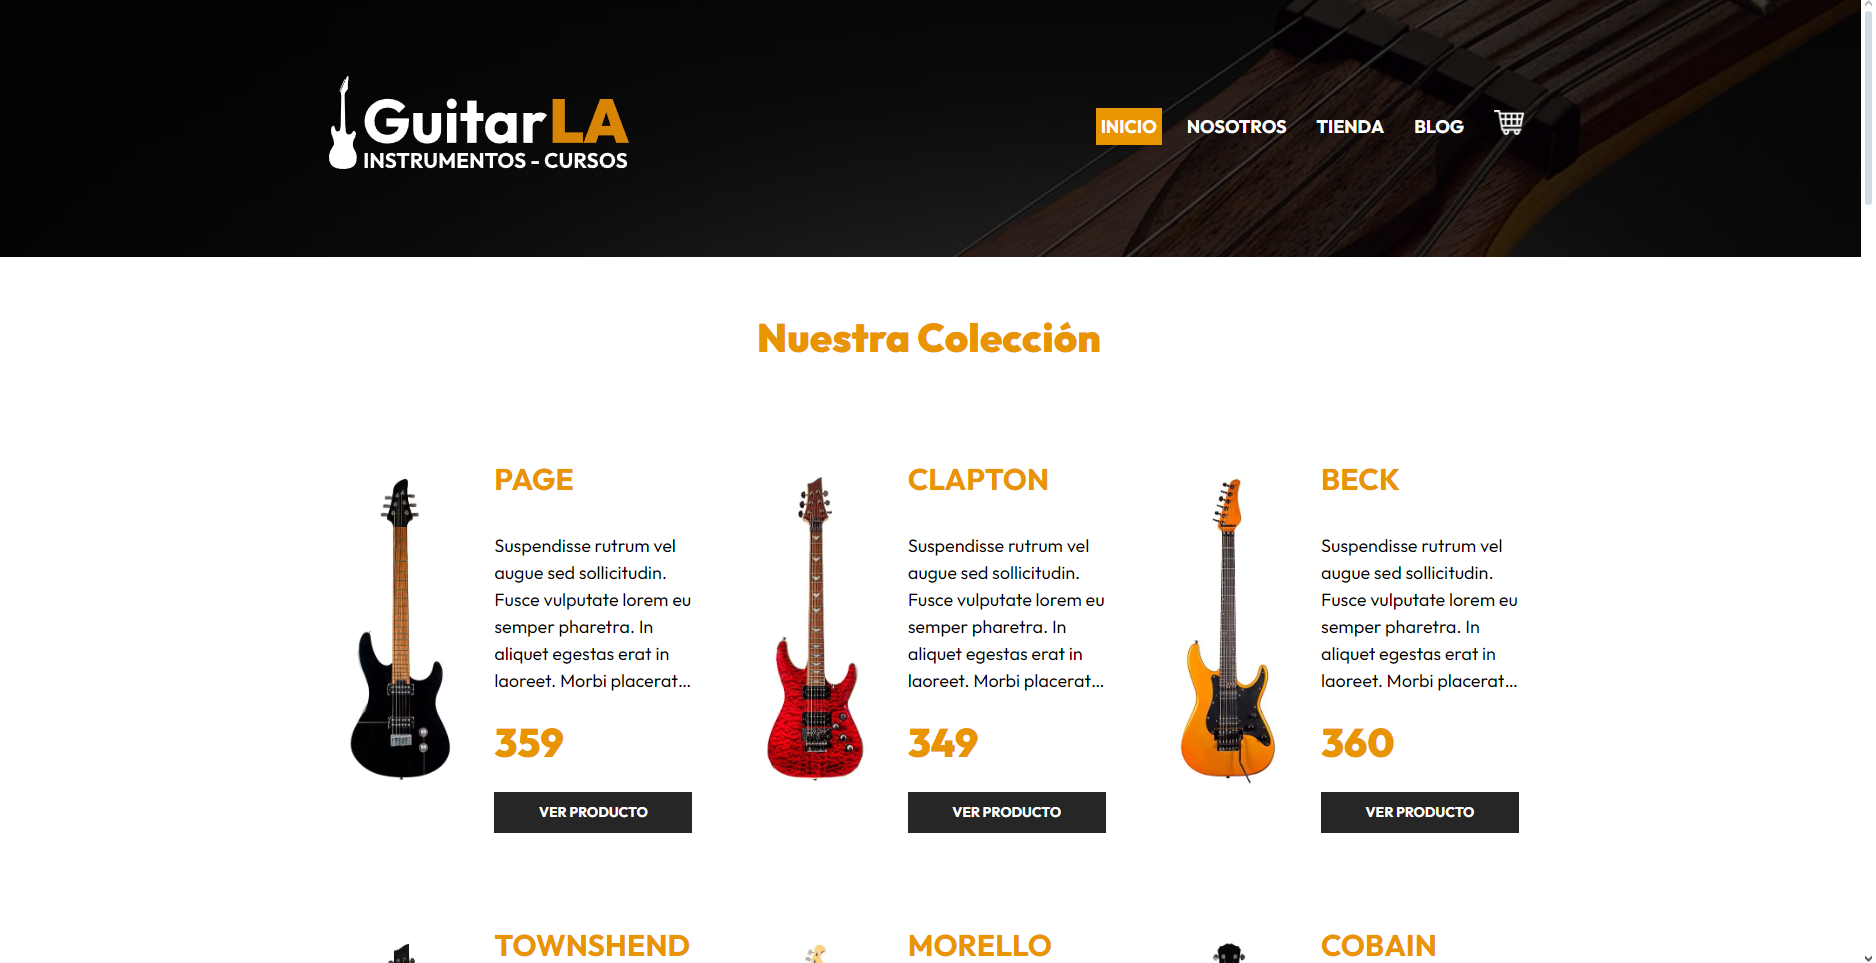 GuitarLA
INSTRUMENTOS - CURSOS
INICIO NOSOTROS TIENDA BLOG
Nuestra Colección
PAGE
Suspendisse rutrum vel
augue sed sollicitudin.
Fusce vulputate lorem eu
semper pharetra. In
aliquet egestas erat in
laoreet. Morbi placerat...
359
VER PRODUCTO
CLAPTON
Suspendisse rutrum vel
augue sed sollicitudin.
Fusce vulputate lorem eu
semper pharetra. In
aliquet egestas erat in
laoreet. Morbi placerat...
349
VER PRODUCTO
BECK
Suspendisse rutrum vel
augue sed sollicitudin.
Fusce vulputate lorem eu
semper pharetra. In
aliquet egestas erat in
laoreet. Morbi placerat...
360
VER PRODUCTO
TOWNSHEND
MORELLO
COBAIN